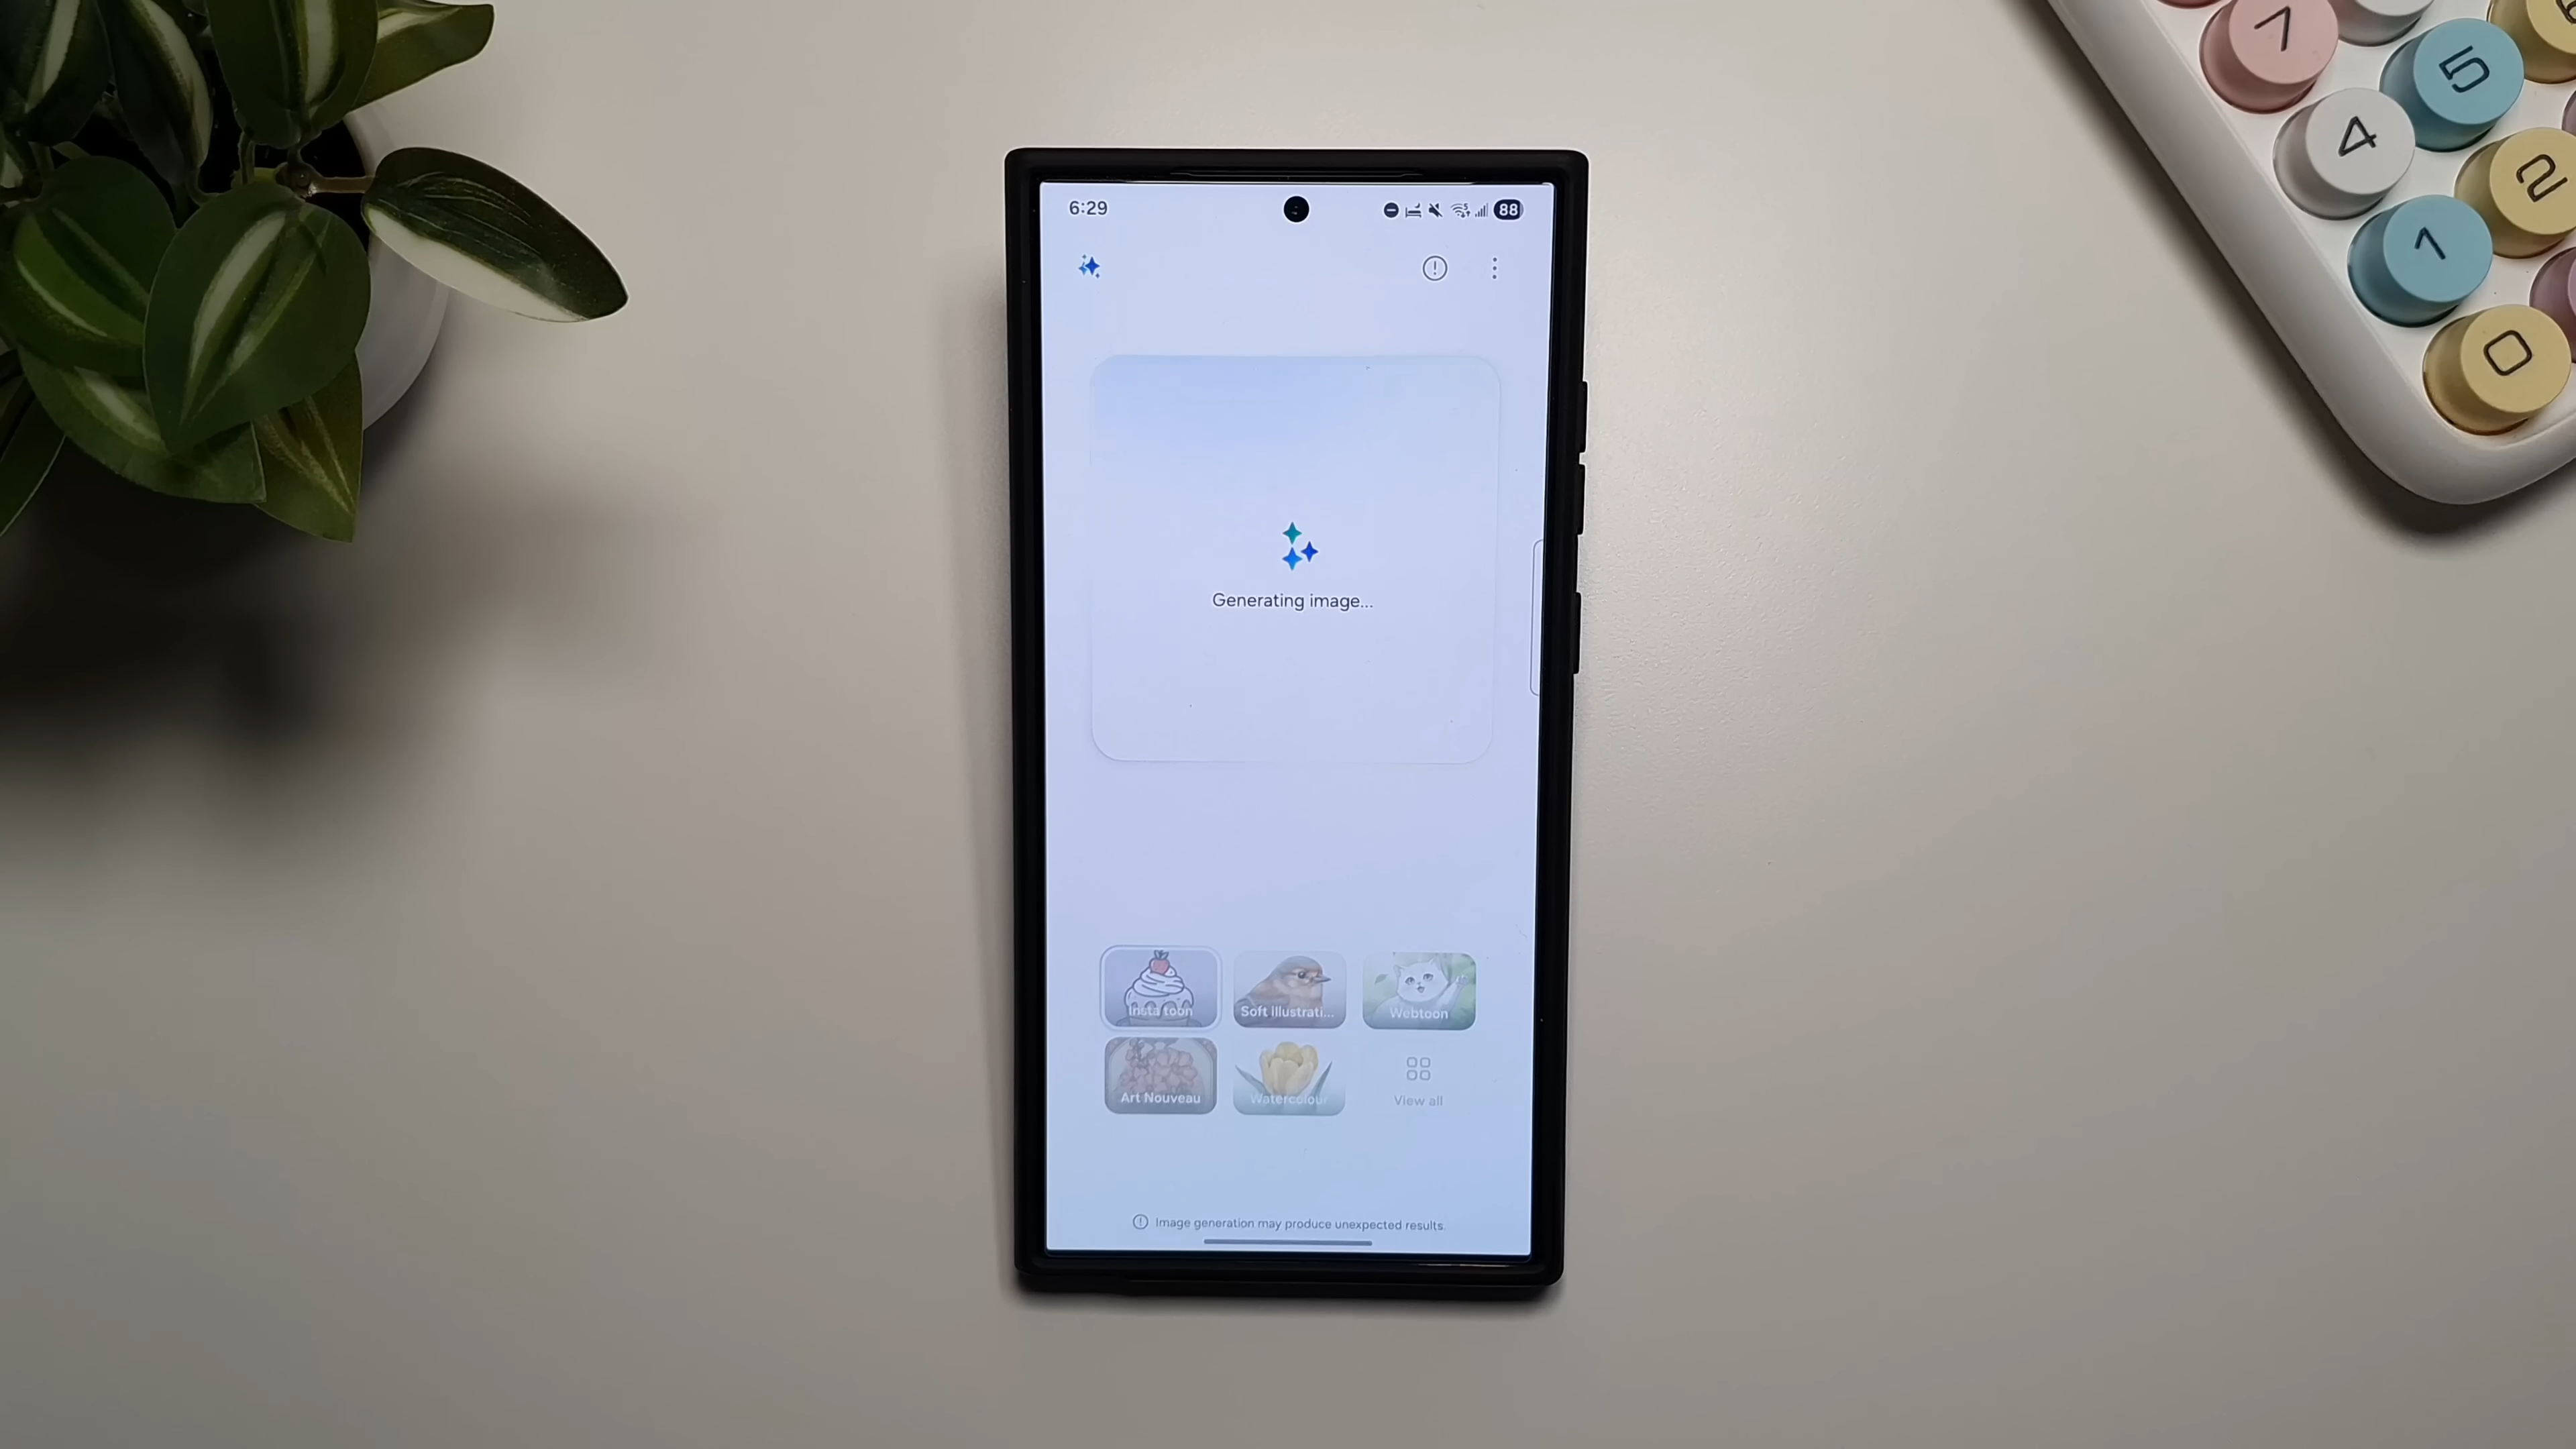 6:29
88
Generating image...
Insta toon
Soft Illustrati...
Webtoon
Art Nouveau
Watercolour
View all
Image generation may produce unexpected results.
7
5
4
2
1
0